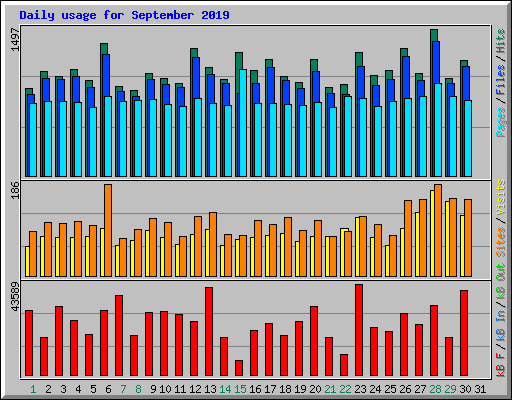 Daily usage for September 2019
1497
Pages / Files / Hits
186
Sites / Visits
43589
kB F / kB In / kB Out
1 2 3 4 5 6 7 8 9 10 11 12 13 14 15 16 17 18 19 20 21 22 23 24 25 26 27 28 29 30 31